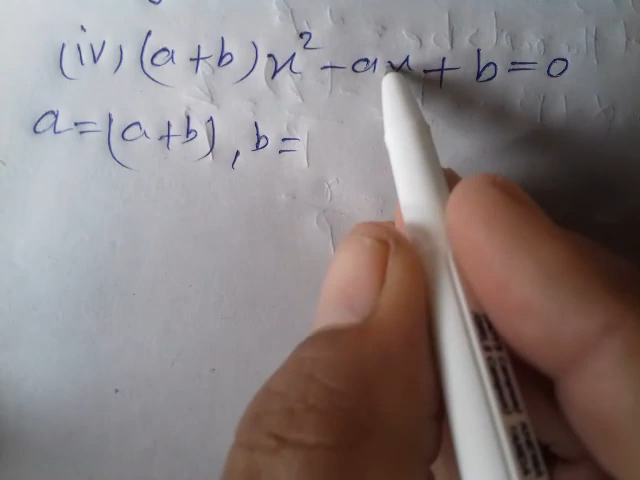 (iv) (a+b)x² - ax + b = 0
a = (a+b), b =